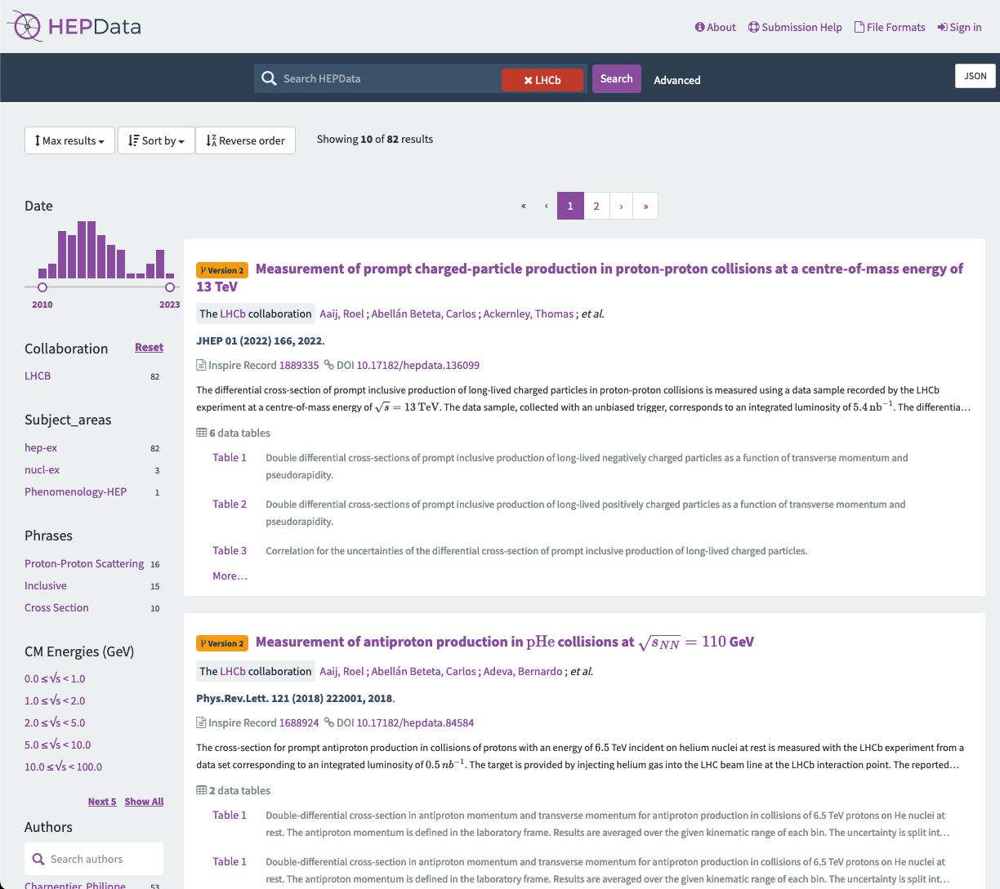 HEPData
About
Submission Help
File Formats
Sign in
Search HEPData
LHCb
Search
Advanced
JSON
Max results
Sort by
Reverse order
Showing 10 of 82 results
Date
2010
2023
Collaboration
Reset
LHCB 82
Subject_areas
hep-ex 82
nucl-ex 3
Phenomenology-HEP 1
Phrases
Proton-Proton Scattering 16
Inclusive 15
Cross Section 10
CM Energies (GeV)
0.0 ≤ √s < 1.0
1.0 ≤ √s < 2.0
2.0 ≤ √s < 5.0
5.0 ≤ √s < 10.0
10.0 ≤ √s < 100.0
Next 5 Show All
Authors
Search authors
Charpentier, Philippe 53
« ‹ 1 2 › »
Version 2 Measurement of prompt charged-particle production in proton-proton collisions at a centre-of-mass energy of
13 TeV
The LHCb collaboration Aaij, Roel ; Abellán Beteta, Carlos ; Ackernley, Thomas ; et al.
JHEP 01 (2022) 166, 2022.
Inspire Record 1889335 DOI 10.17182/hepdata.136099
The differential cross-section of prompt inclusive production of long-lived charged particles in proton-proton collisions is measured using a data sample recorded by the LHCb
experiment at a centre-of-mass energy of √s = 13 TeV. The data sample, collected with an unbiased trigger, corresponds to an integrated luminosity of 5.4 nb⁻¹. The differentia…
6 data tables
Table 1 Double differential cross-sections of prompt inclusive production of long-lived negatively charged particles as a function of transverse momentum and
pseudorapidity.
Table 2 Double differential cross-sections of prompt inclusive production of long-lived positively charged particles as a function of transverse momentum and
pseudorapidity.
Table 3 Correlation for the uncertainties of the differential cross-section of prompt inclusive production of long-lived charged particles.
More…
Version 2 Measurement of antiproton production in pHe collisions at √s_NN = 110 GeV
The LHCb collaboration Aaij, Roel ; Abellán Beteta, Carlos ; Adeva, Bernardo ; et al.
Phys.Rev.Lett. 121 (2018) 222001, 2018.
Inspire Record 1688924 DOI 10.17182/hepdata.84584
The cross-section for prompt antiproton production in collisions of protons with an energy of 6.5 TeV incident on helium nuclei at rest is measured with the LHCb experiment from a
data set corresponding to an integrated luminosity of 0.5 nb⁻¹. The target is provided by injecting helium gas into the LHC beam line at the LHCb interaction point. The reported…
2 data tables
Table 1 Double-differential cross-section in antiproton momentum and transverse momentum for antiproton production in collisions of 6.5 TeV protons on He nuclei at
rest. The antiproton momentum is defined in the laboratory frame. Results are averaged over the given kinematic range of each bin. The uncertainty is split int…
Table 1 Double-differential cross-section in antiproton momentum and transverse momentum for antiproton production in collisions of 6.5 TeV protons on He nuclei at
rest. The antiproton momentum is defined in the laboratory frame. Results are averaged over the given kinematic range of each bin. The uncertainty is split int…